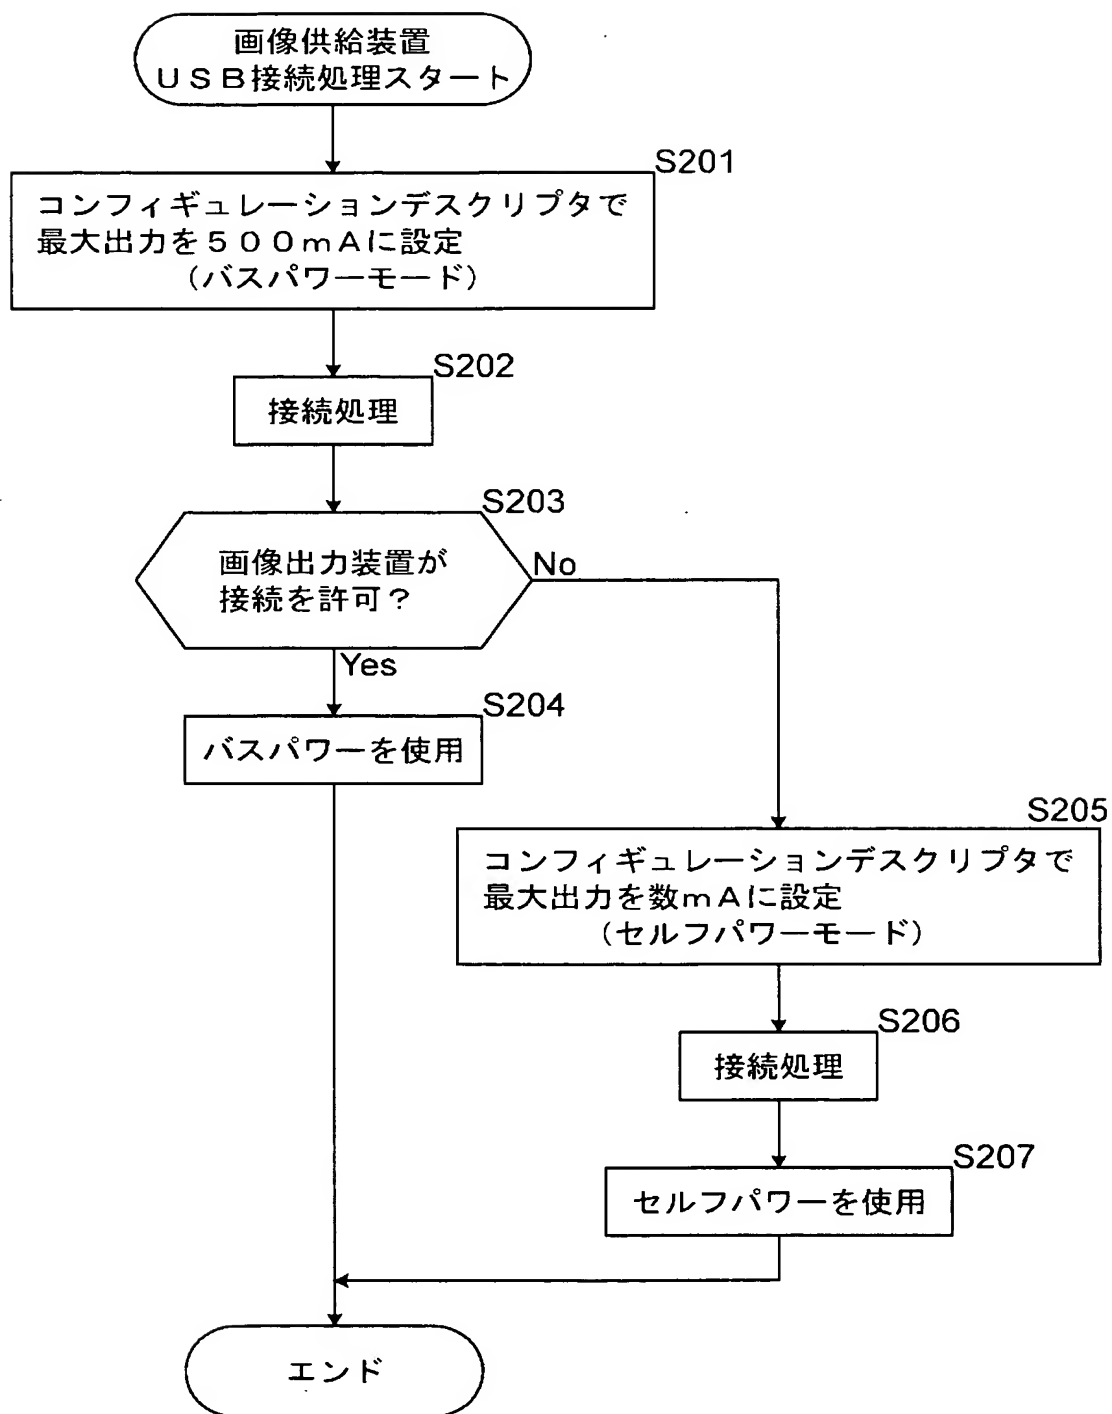 画像供給装置
USB接続処理スタート
S201
コンフィギュレーションデスクリプタで
最大出力を500mAに設定
(バスパワーモード)
S202
接続処理
S203
画像出力装置が
接続を許可?
No
Yes
S204
バスパワーを使用
S205
コンフィギュレーションデスクリプタで
最大出力を数mAに設定
(セルフパワーモード)
S206
接続処理
S207
セルフパワーを使用
エンド